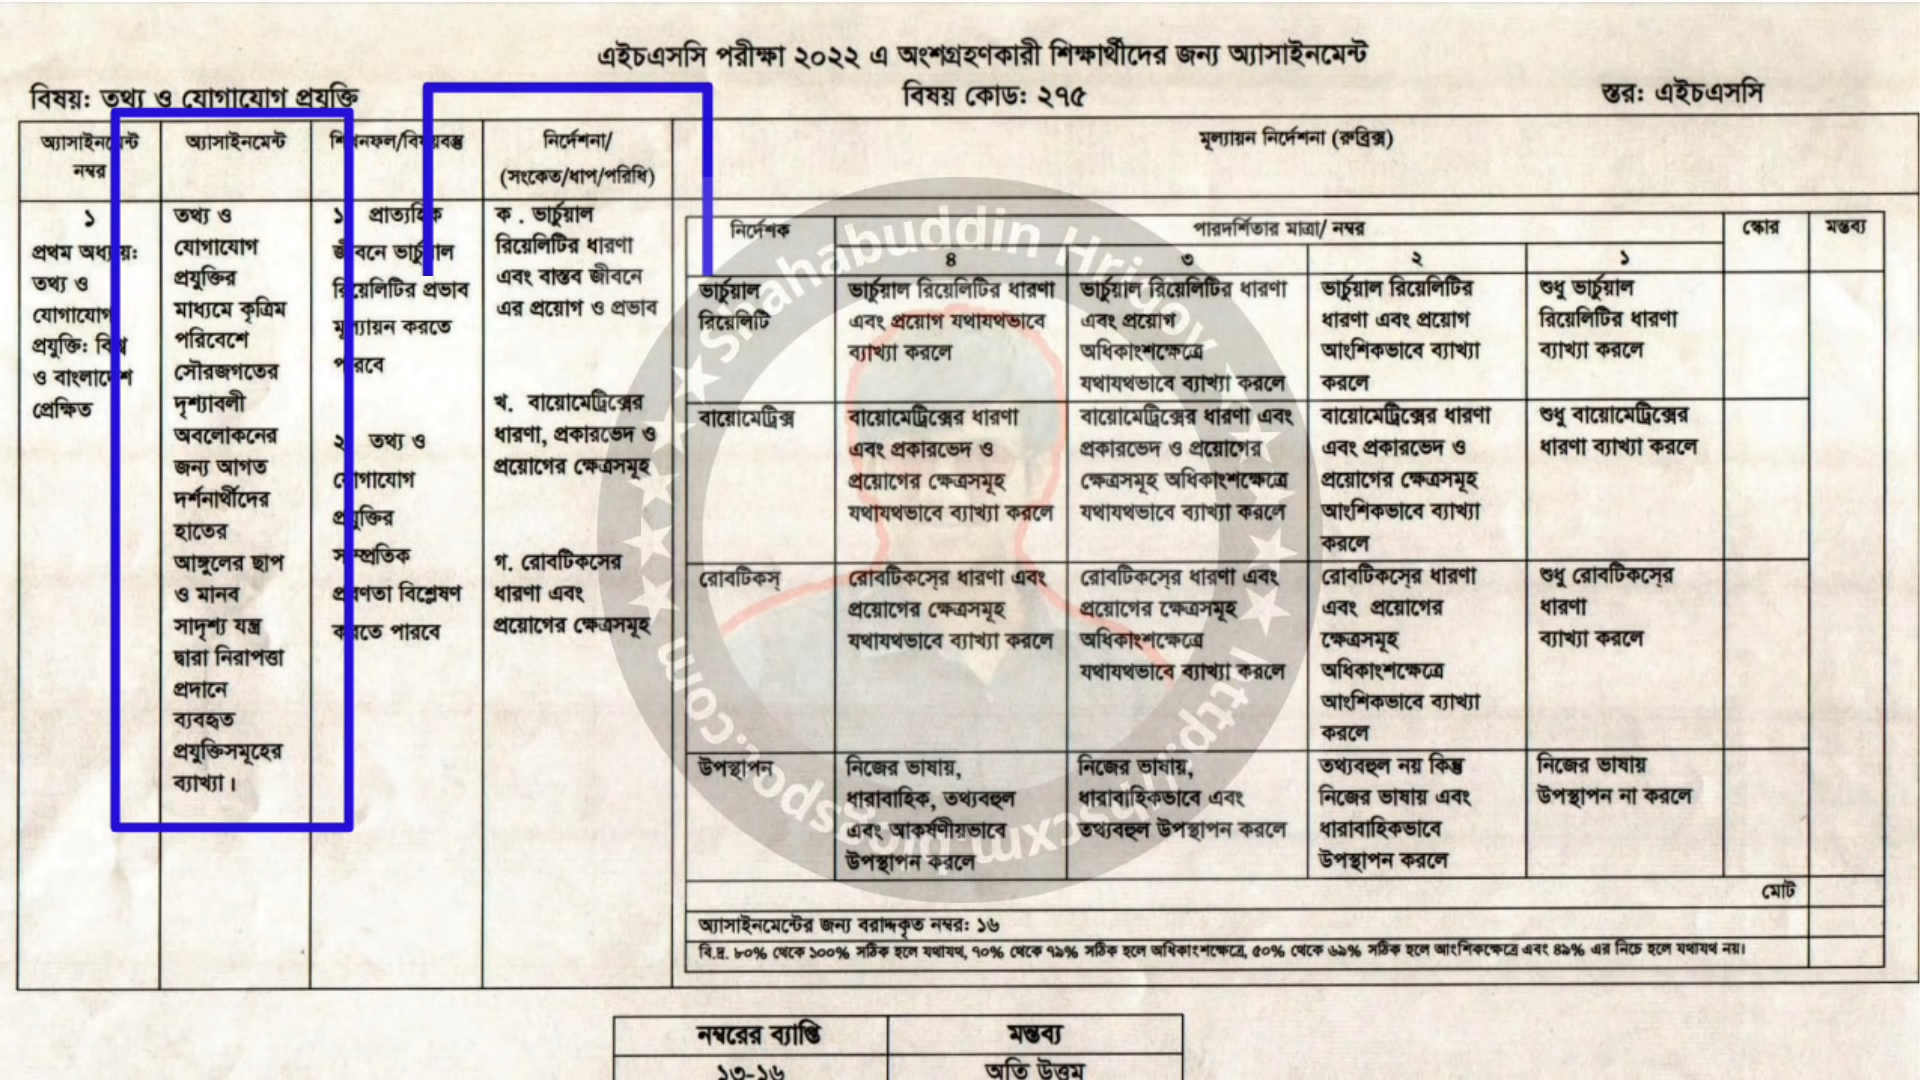 এইচএসসি পরীক্ষা ২০২২ এ অংশগ্রহণকারী শিক্ষার্থীদের জন্য অ্যাসাইনমেন্ট
বিষয়: তথ্য ও যোগাযোগ প্রযুক্তি
বিষয় কোড: ২৭৫
স্তর: এইচএসসি
অ্যাসাইনমেন্ট
নম্বর
অ্যাসাইনমেন্ট
শিখনফল/বিষয়বস্তু
নির্দেশনা/
(সংকেত/ধাপ/পরিধি)
মূল্যায়ন নির্দেশনা (রুব্রিক্স)
১
প্রথম অধ্যায়:
তথ্য ও
যোগাযোগ
প্রযুক্তি: বিশ্ব
ও বাংলাদেশ
প্রেক্ষিত
তথ্য ও
যোগাযোগ
প্রযুক্তির
মাধ্যমে কৃত্রিম
পরিবেশে
সৌরজগতের
দৃশ্যাবলী
অবলোকনের
জন্য আগত
দর্শনার্থীদের
হাতের
আঙ্গুলের ছাপ
ও মানব
সাদৃশ্য যন্ত্র
দ্বারা নিরাপত্তা
প্রদানে
ব্যবহৃত
প্রযুক্তিসমূহের
ব্যাখ্যা।
১ প্রাত্যহিক
জীবনে ভার্চুয়াল
রিয়েলিটির প্রভাব
মূল্যায়ন করতে
পারবে
২ তথ্য ও
যোগাযোগ
প্রযুক্তির
সাম্প্রতিক
প্রবণতা বিশ্লেষণ
করতে পারবে
ক . ভার্চুয়াল
রিয়েলিটির ধারণা
এবং বাস্তব জীবনে
এর প্রয়োগ ও প্রভাব
খ. বায়োমেট্রিক্সের
ধারণা, প্রকারভেদ ও
প্রয়োগের ক্ষেত্রসমূহ
গ. রোবটিকসের
ধারণা এবং
প্রয়োগের ক্ষেত্রসমূহ
নির্দেশক
পারদর্শিতার মাত্রা/ নম্বর
স্কোর
মন্তব্য
৪
৩
২
১
ভার্চুয়াল
রিয়েলিটি
ভার্চুয়াল রিয়েলিটির ধারণা
এবং প্রয়োগ যথাযথভাবে
ব্যাখ্যা করলে
ভার্চুয়াল রিয়েলিটির ধারণা
এবং প্রয়োগ
অধিকাংশক্ষেত্রে
যথাযথভাবে ব্যাখ্যা করলে
ভার্চুয়াল রিয়েলিটির
ধারণা এবং প্রয়োগ
আংশিকভাবে ব্যাখ্যা
করলে
শুধু ভার্চুয়াল
রিয়েলিটির ধারণা
ব্যাখ্যা করলে
বায়োমেট্রিক্স
বায়োমেট্রিক্সের ধারণা
এবং প্রকারভেদ ও
প্রয়োগের ক্ষেত্রসমূহ
যথাযথভাবে ব্যাখ্যা করলে
বায়োমেট্রিক্সের ধারণা এবং
প্রকারভেদ ও প্রয়োগের
ক্ষেত্রসমূহ অধিকাংশক্ষেত্রে
যথাযথভাবে ব্যাখ্যা করলে
বায়োমেট্রিক্সের ধারণা
এবং প্রকারভেদ ও
প্রয়োগের ক্ষেত্রসমূহ
আংশিকভাবে ব্যাখ্যা
করলে
শুধু বায়োমেট্রিক্সের
ধারণা ব্যাখ্যা করলে
রোবটিকস্
রোবটিকস্বের ধারণা এবং
প্রয়োগের ক্ষেত্রসমূহ
যথাযথভাবে ব্যাখ্যা করলে
রোবটিকস্বের ধারণা এবং
প্রয়োগের ক্ষেত্রসমূহ
অধিকাংশক্ষেত্রে
যথাযথভাবে ব্যাখ্যা করলে
রোবটিকস্বের ধারণা
এবং প্রয়োগের
ক্ষেত্রসমূহ
অধিকাংশক্ষেত্রে
আংশিকভাবে ব্যাখ্যা
করলে
শুধু রোবটিকস্বের
ধারণা
ব্যাখ্যা করলে
উপস্থাপন
নিজের ভাষায়,
ধারাবাহিক, তথ্যবহুল
এবং আকর্ষণীয়ভাবে
উপস্থাপন করলে
নিজের ভাষায়,
ধারাবাহিকভাবে এবং
তথ্যবহুল উপস্থাপন করলে
তথ্যবহুল নয় কিন্তু
নিজের ভাষায় এবং
ধারাবাহিকভাবে
উপস্থাপন করলে
নিজের ভাষায়
উপস্থাপন না করলে
মোট
অ্যাসাইনমেন্টের জন্য বরাদ্দকৃত নম্বর: ১৬
বি.দ্র. ৮০% থেকে ১০০% সঠিক হলে যথাযথ, ৭০% থেকে ৭৯% সঠিক হলে অধিকাংশক্ষেত্রে, ৫০% থেকে ৬৯% সঠিক হলে আংশিকক্ষেত্রে এবং ৪৯% এর নিচে হলে যথাযথ নয়।
নম্বরের ব্যাপ্তি
মন্তব্য
১৩-১৬
অতি উত্তম
Shahabuddin Hridoy